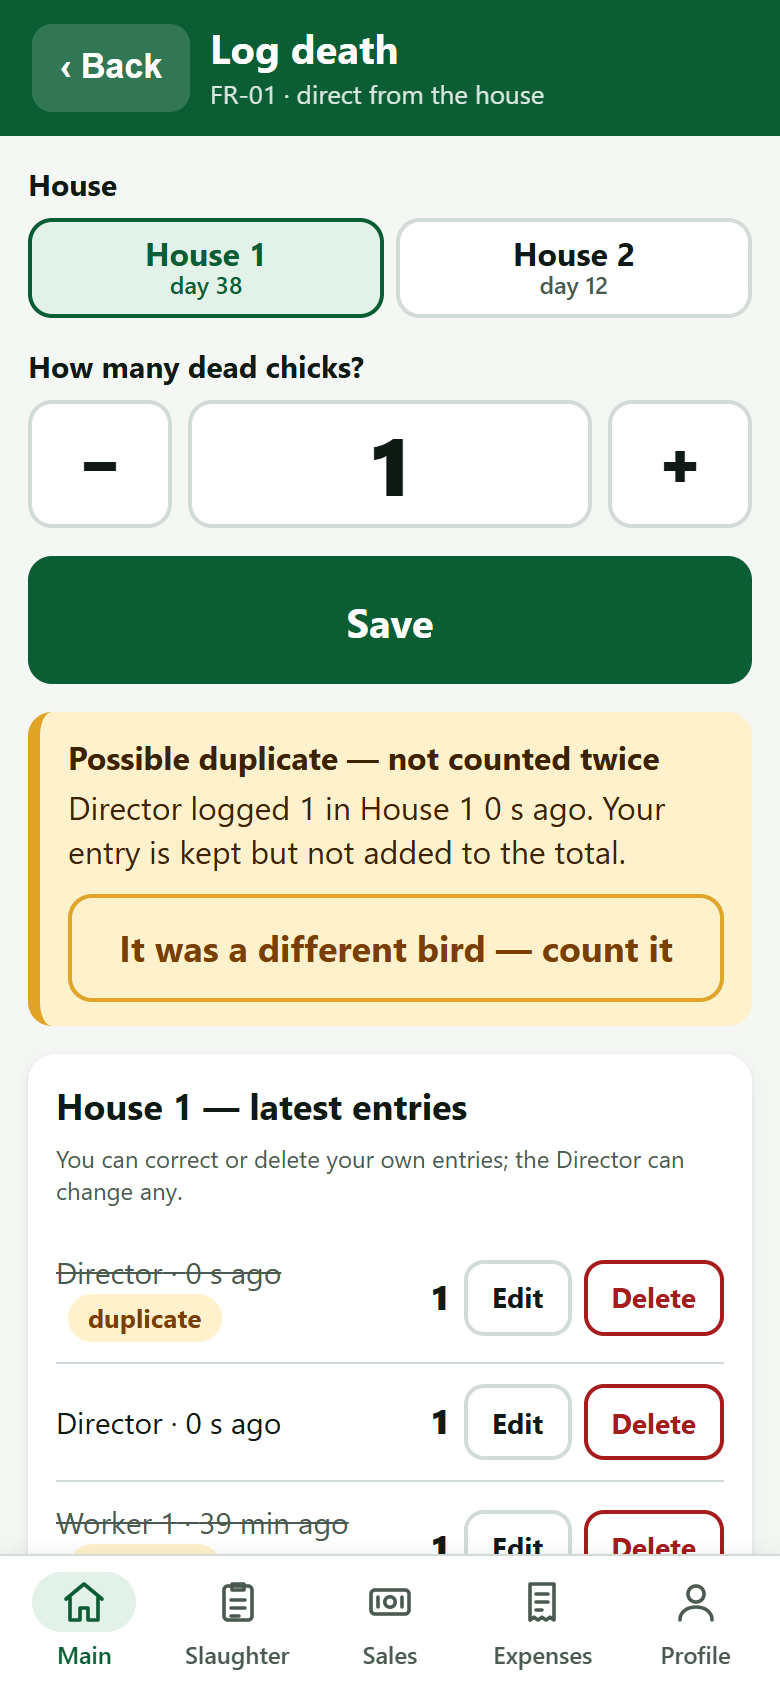 ‹ Back
Log death
FR-01 · direct from the house
House
House 1
day 38
House 2
day 12
How many dead chicks?
−
1
+
Save
Possible duplicate — not counted twice
Director logged 1 in House 1 0 s ago. Your
entry is kept but not added to the total.
It was a different bird — count it
House 1 — latest entries
You can correct or delete your own entries; the Director can
change any.
Director · 0 s ago
duplicate
1
Edit
Delete
Director · 0 s ago
1
Edit
Delete
Worker 1 · 39 min ago
1
Edit
Delete
Main
Slaughter
Sales
Expenses
Profile